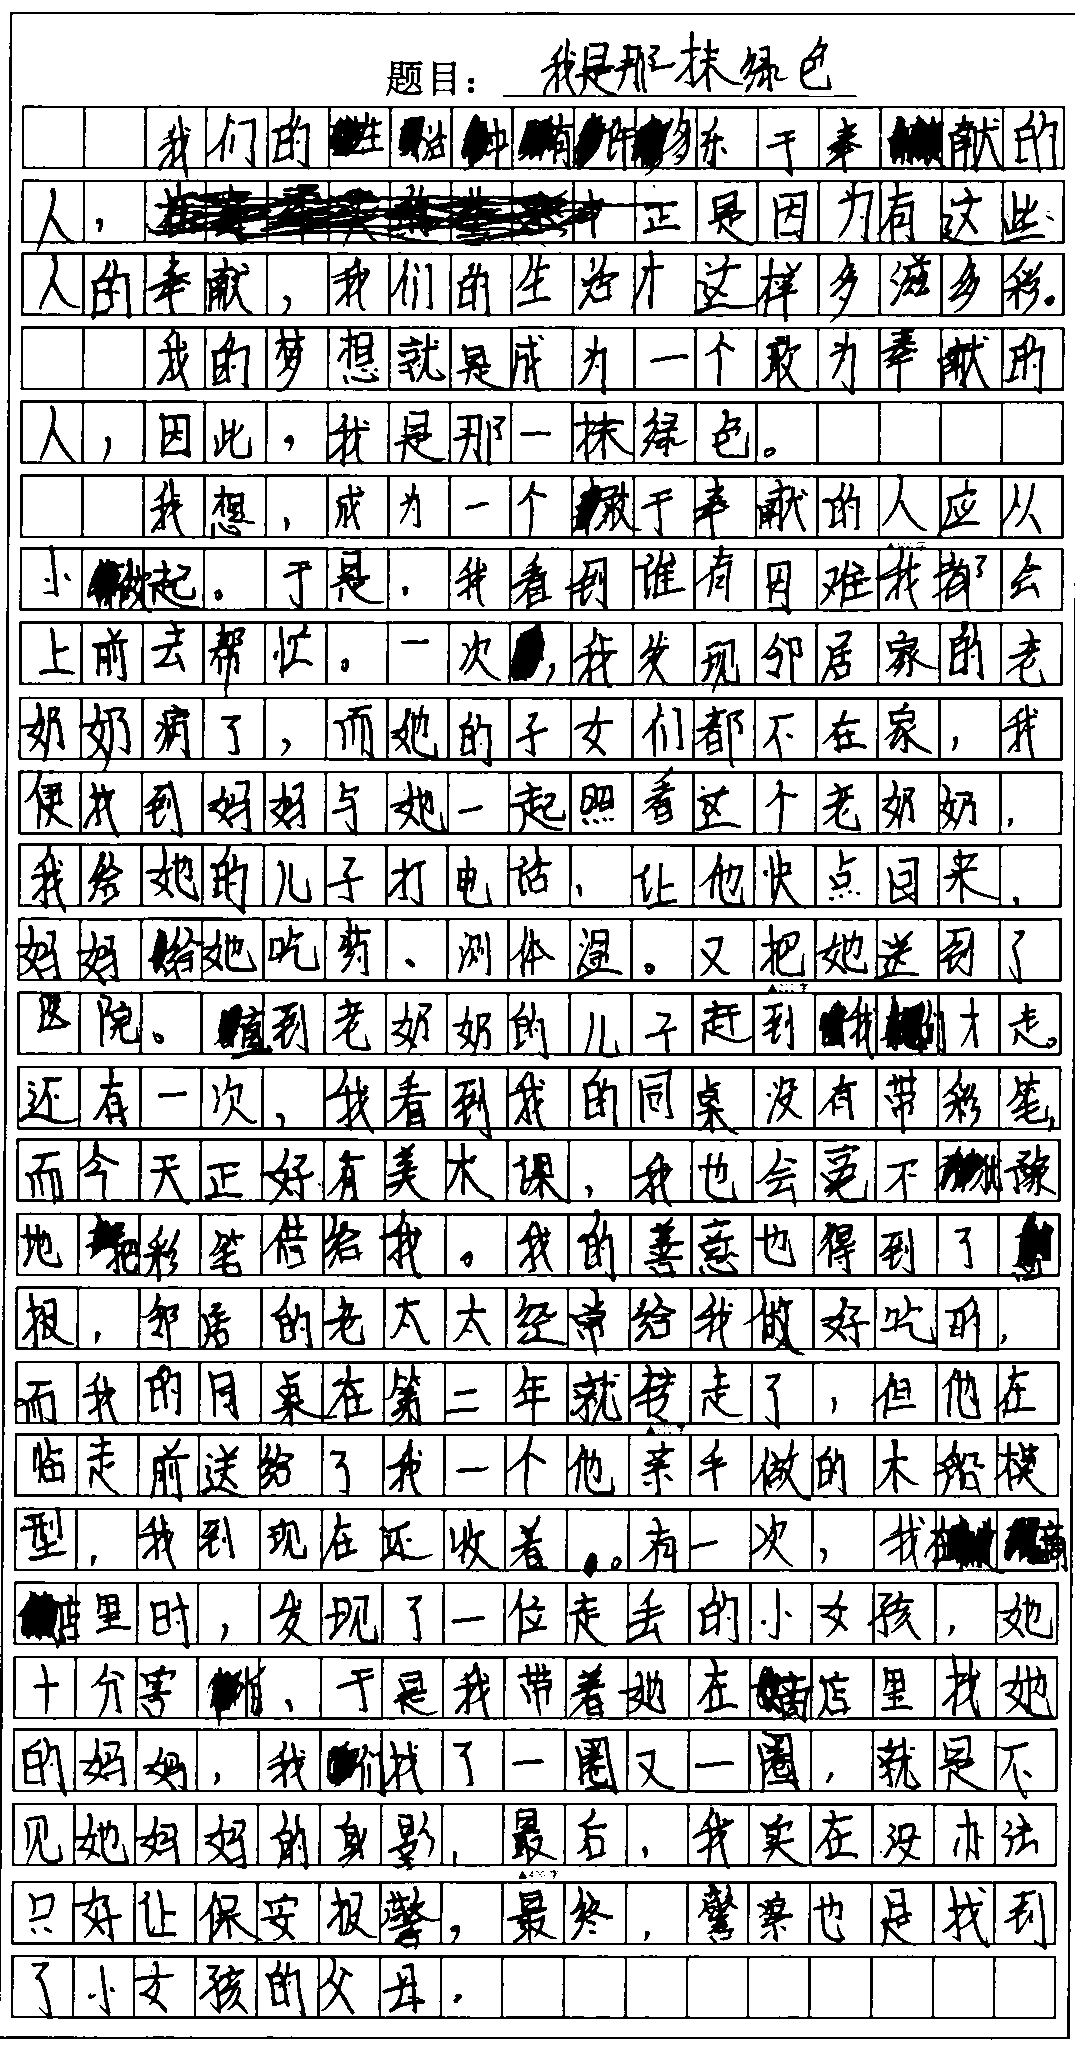 题目：我是那抹绿色
我们的生活中有许多乐于奉献的
人，正是因为有这些
人的奉献，我们的生活才这样多滋多彩。
我的梦想就是成为一个敢为奉献的
人，因此，我是那一抹绿色。
我想，成为一个敢于奉献的人应从
小做起。于是，我看到谁有困难我都会
上前去帮忙。一次，我发现邻居家的老
奶奶病了，而她的子女们都不在家，我
便找到妈妈与她一起照看这个老奶奶，
我给她的儿子打电话，让他快点回来，
妈妈给她吃药、测体温。又把她送到了
医院。直到老奶奶的儿子赶到我们才走。
还有一次，我看到我的同桌没有带彩笔，
而今天正好有美术课，我也会毫不犹豫
地把彩笔借给我。我的善意也得到了
报，邻居的老太太经常给我做好吃的，
而我的同桌在第二年就转走了，但他在
临走前送给了我一个他亲手做的木船模
型，我到现在还收着。有一次，我在商
店里时，发现了一位走丢的小女孩，她
十分害怕、于是我带着她在商店里找她
的妈妈，我们找了一圈又一圈，就是不
见她妈妈的身影，最后，我实在没办法
只好让保安报警，最终，警察也是找到
了小女孩的父母。